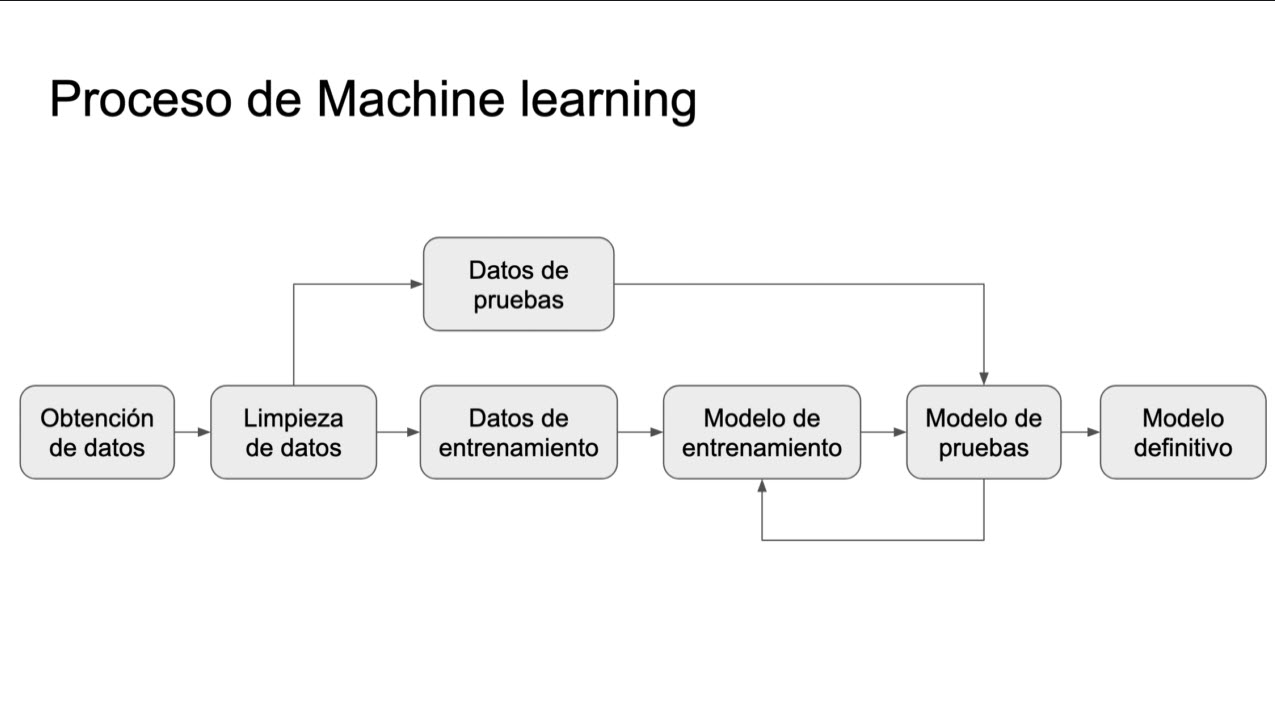 Proceso de Machine learning
Datos de
pruebas
Obtención
de datos
Limpieza
de datos
Datos de
entrenamiento
Modelo de
entrenamiento
Modelo de
pruebas
Modelo
definitivo